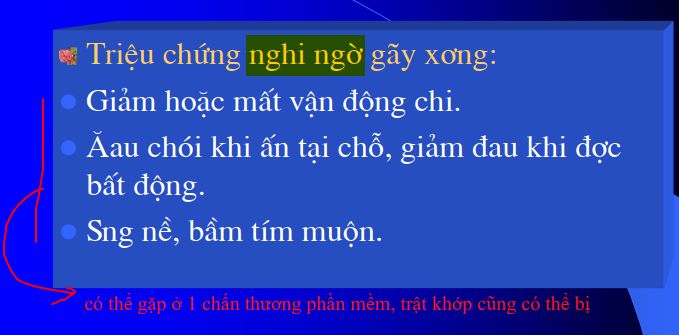 Triệu chứng nghi ngờ gãy xơng:
Giảm hoặc mất vận động chi.
Ăau chói khi ấn tại chỗ, giảm đau khi đợc
bất động.
Sng nề, bầm tím muộn.
có thể gặp ở 1 chấn thương phần mềm, trật khớp cũng có thể bị